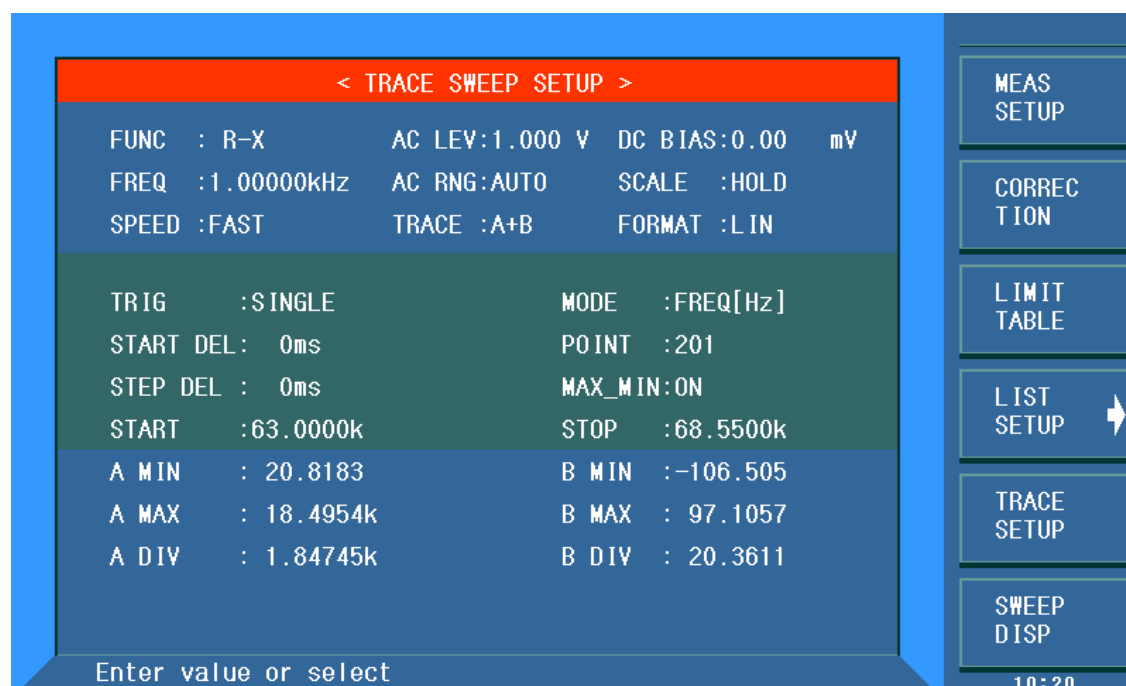 < TRACE SWEEP SETUP >
FUNC : R-X AC LEV:1.000 V DC BIAS:0.00 mV
FREQ :1.00000kHz AC RNG:AUTO SCALE :HOLD
SPEED :FAST TRACE :A+B FORMAT :LIN
TRIG :SINGLE MODE :FREQ[Hz]
START DEL: 0ms POINT :201
STEP DEL : 0ms MAX_MIN:ON
START :63.0000k STOP :68.5500k
A MIN : 20.8183 B MIN :-106.505
A MAX : 18.4954k B MAX : 97.1057
A DIV : 1.84745k B DIV : 20.3611
Enter value or select
MEAS
SETUP
CORREC
TION
LIMIT
TABLE
LIST
SETUP
TRACE
SETUP
SWEEP
DISP